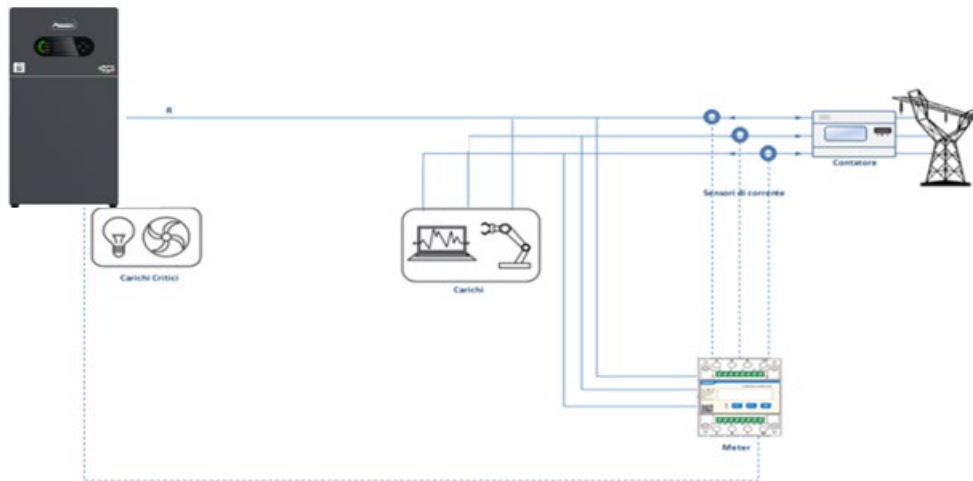 R
Contatore
Sensori di corrente
Carichi Critici
Carichi
Meter